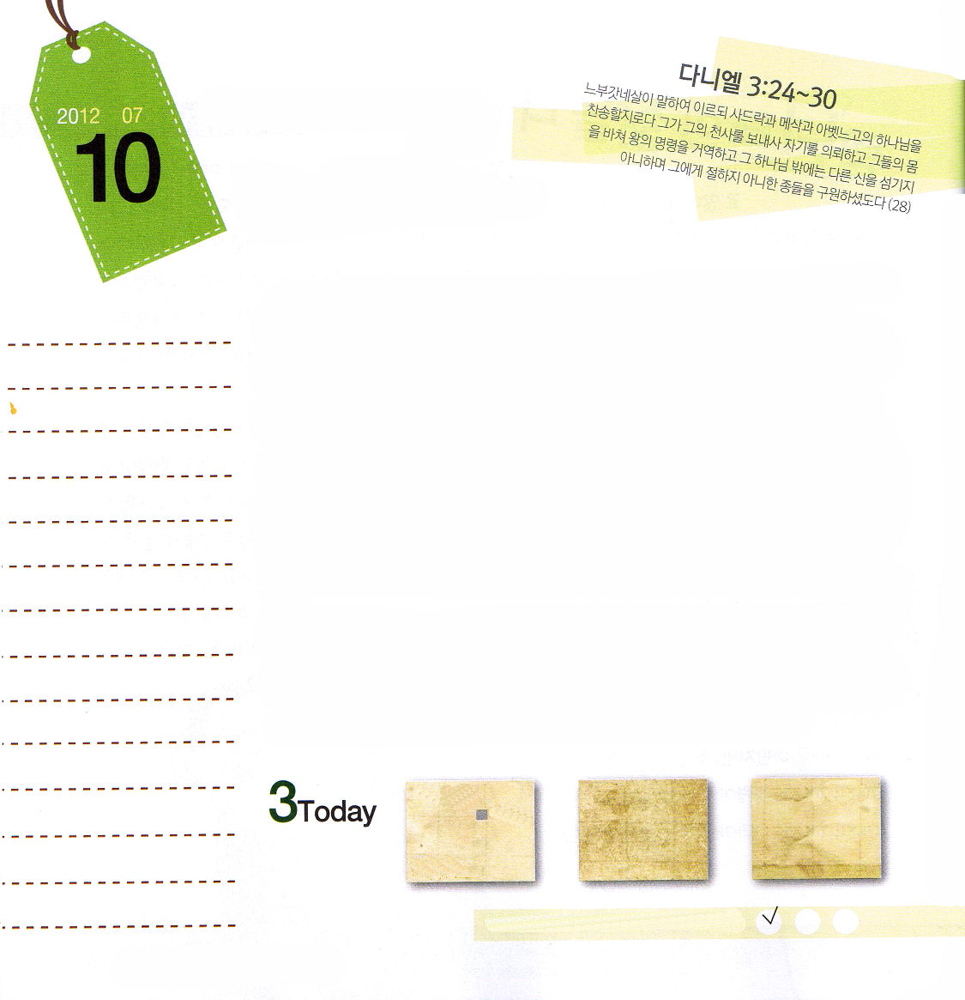 2012 07
10
다니엘 3:24~30
느부갓네살이 말하여 이르되 사드락과 메삭과 아벳느고의 하나님을
찬송할지로다 그가 그의 천사를 보내사 자기를 의뢰하고 그들의 몸
을 바쳐 왕의 명령을 거역하고 그 하나님 밖에는 다른 신을 섬기지
아니하며 그에게 절하지 아니한 종들을 구원하셨도다 (28)
3Today